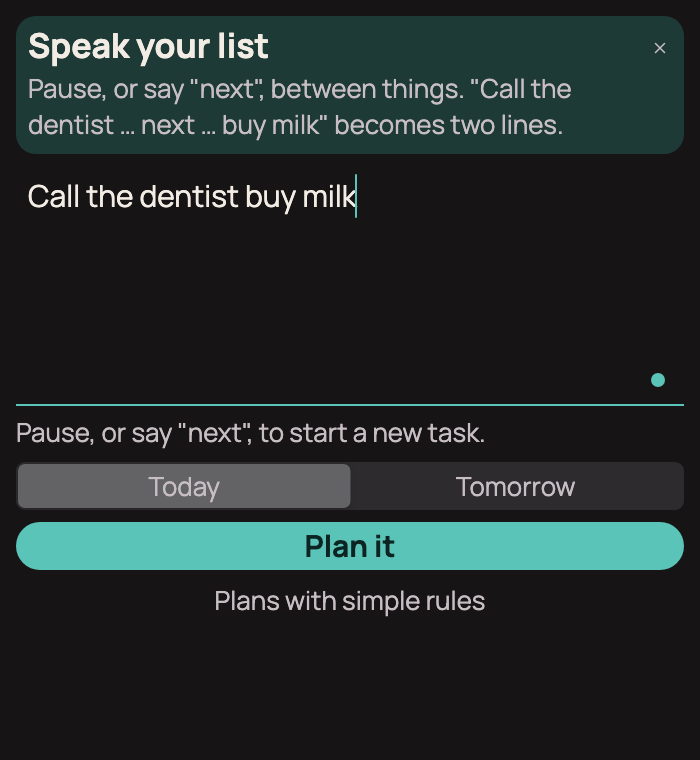 Speak your list
Pause, or say "next", between things. "Call the
dentist ... next ... buy milk" becomes two lines.
Call the dentist buy milk
Pause, or say "next", to start a new task.
Today
Tomorrow
Plan it
Plans with simple rules